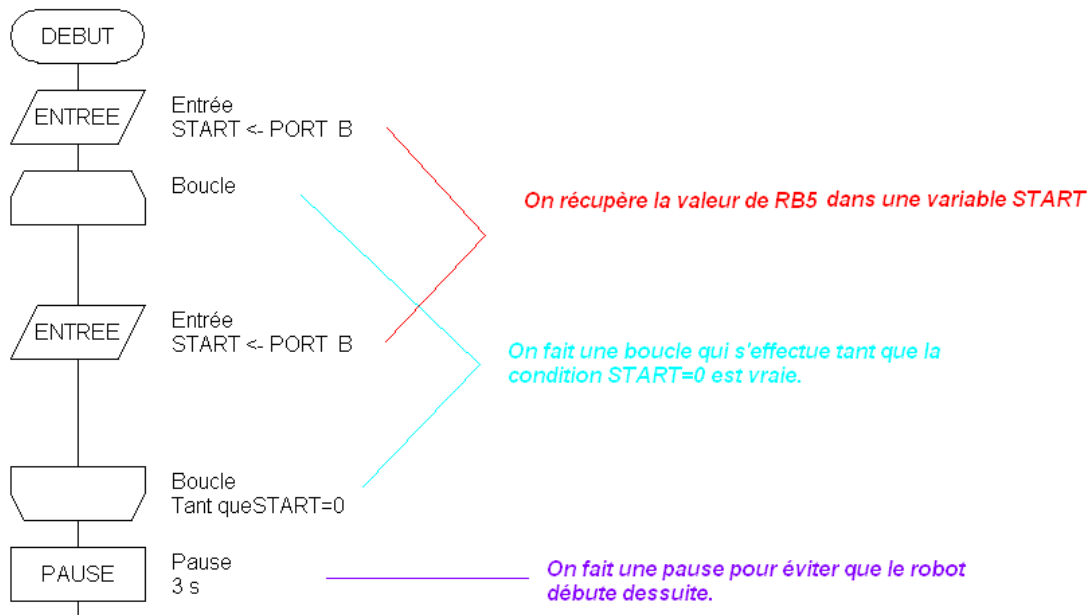 DEBUT
ENTREE
Entrée
START <- PORT B
Boucle
On récupère la valeur de RB5 dans une variable START
ENTREE
Entrée
START <- PORT B
On fait une boucle qui s'effectue tant que la
condition START=0 est vraie.
Boucle
Tant queSTART=0
PAUSE
Pause
3 s
On fait une pause pour éviter que le robot
débute dessuite.